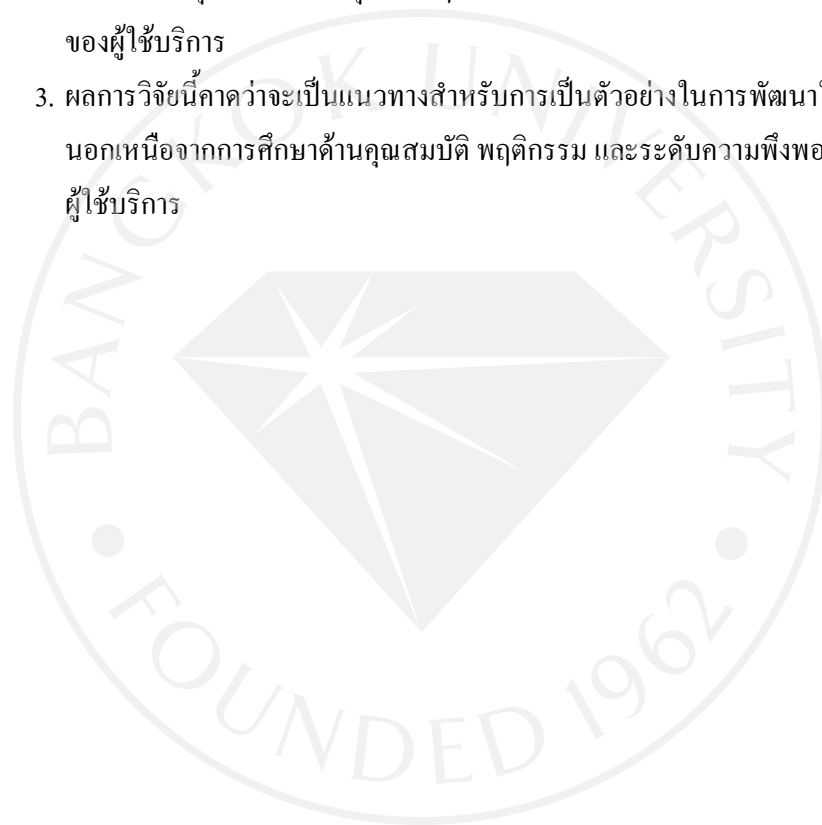 ของผู้ใช้บริการ
3. ผลการวิจัยนี้คาดว่าจะเป็นแนวทางสำหรับการเป็นตัวอย่างในการพัฒนา
นอกเหนือจากการศึกษาด้านคุณสมบัติ พฤติกรรม และระดับความพึงพอ
ผู้ใช้บริการ
BANGKOK UNIVERSITY
• FOUNDED 1962 •